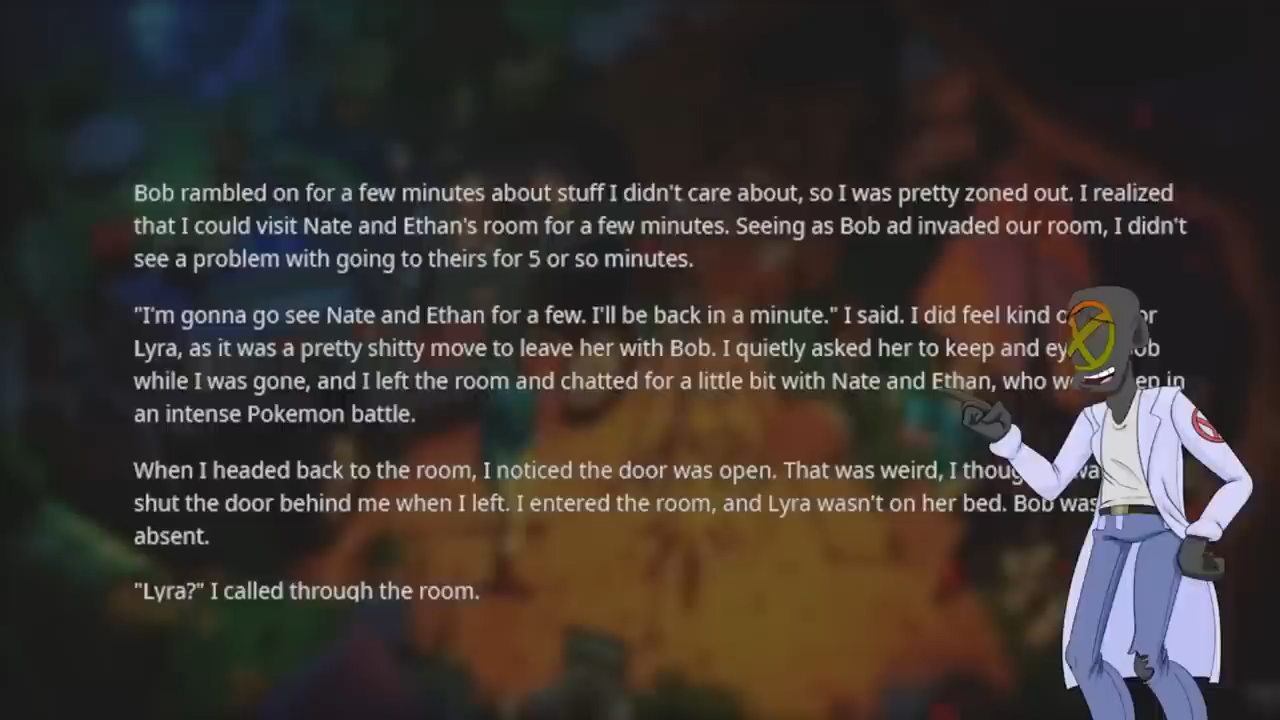 Bob rambled on for a few minutes about stuff I didn't care about, so I was pretty zoned out. I realized
that I could visit Nate and Ethan's room for a few minutes. Seeing as Bob ad invaded our room, I didn't
see a problem with going to theirs for 5 or so minutes.
"I'm gonna go see Nate and Ethan for a few. I'll be back in a minute." I said. I did feel kind
Lyra, as it was a pretty shitty move to leave her with Bob. I quietly asked her to keep and
while I was gone, and I left the room and chatted for a little bit with Nate and Ethan, who in
an intense Pokemon battle.
When I headed back to the room, I noticed the door was open. That was weird, I
shut the door behind me when I left. I entered the room, and Lyra wasn't on her bed. Bob was
absent.
"Lyra?" I called through the room.